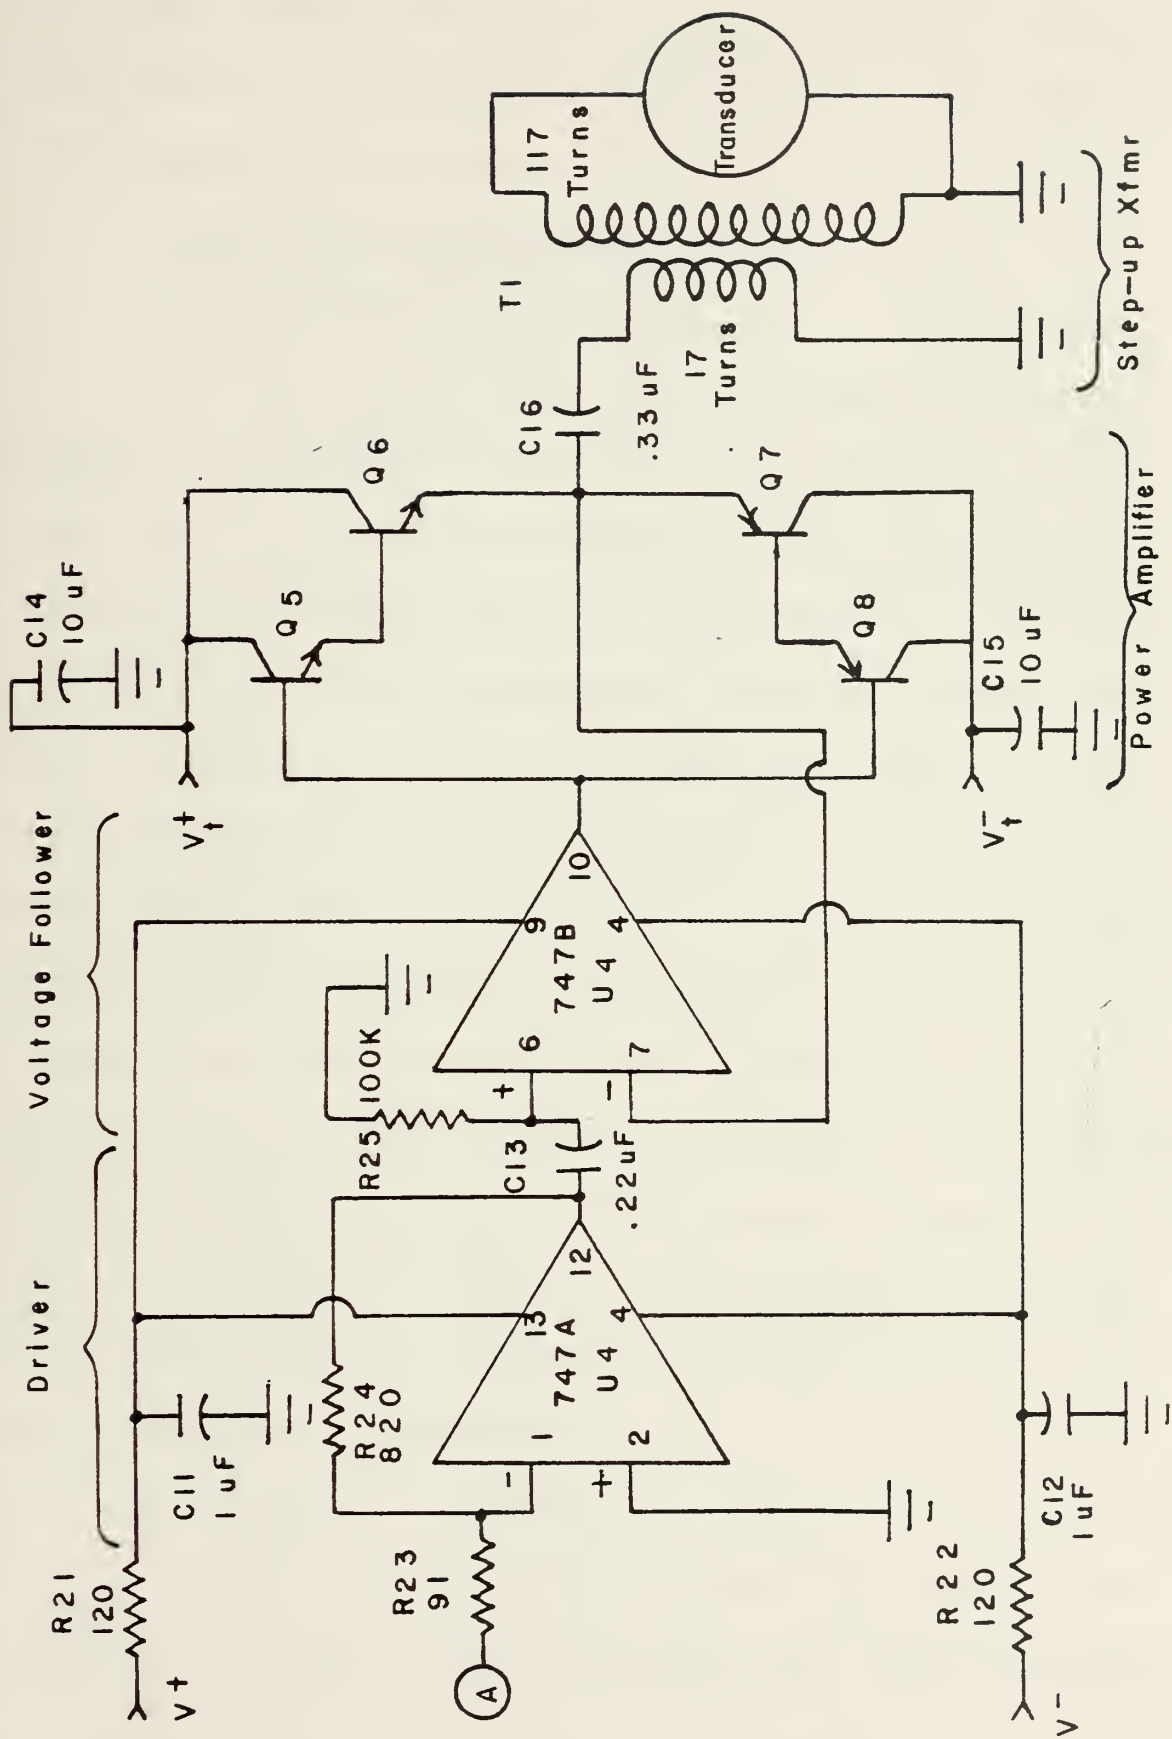 Driver
Voltage Follower
R21
120
V+
C11
1 uF
R24
820
R23
91
A
-
1
+
2
13
747A
U4
4
12
C13
.22uF
R25
100K
+
6
-
7
9
747B
U4
4
10
R22
120
V-
C12
1 uF
C14
10 uF
Vt+
Q5
Q6
Q7
Q8
Vt-
C15
10 uF
C16
.33 uF
T1
17
Turns
117
Turns
Transducer
Power Amplifier
Step-up Xfmr